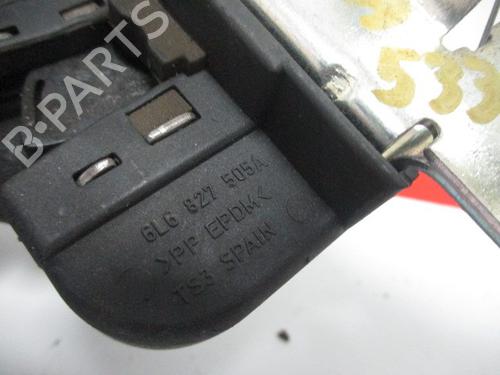 B-PARTS
533
6L6 827 505A
>PP EPDM<
TS3 SPAIN